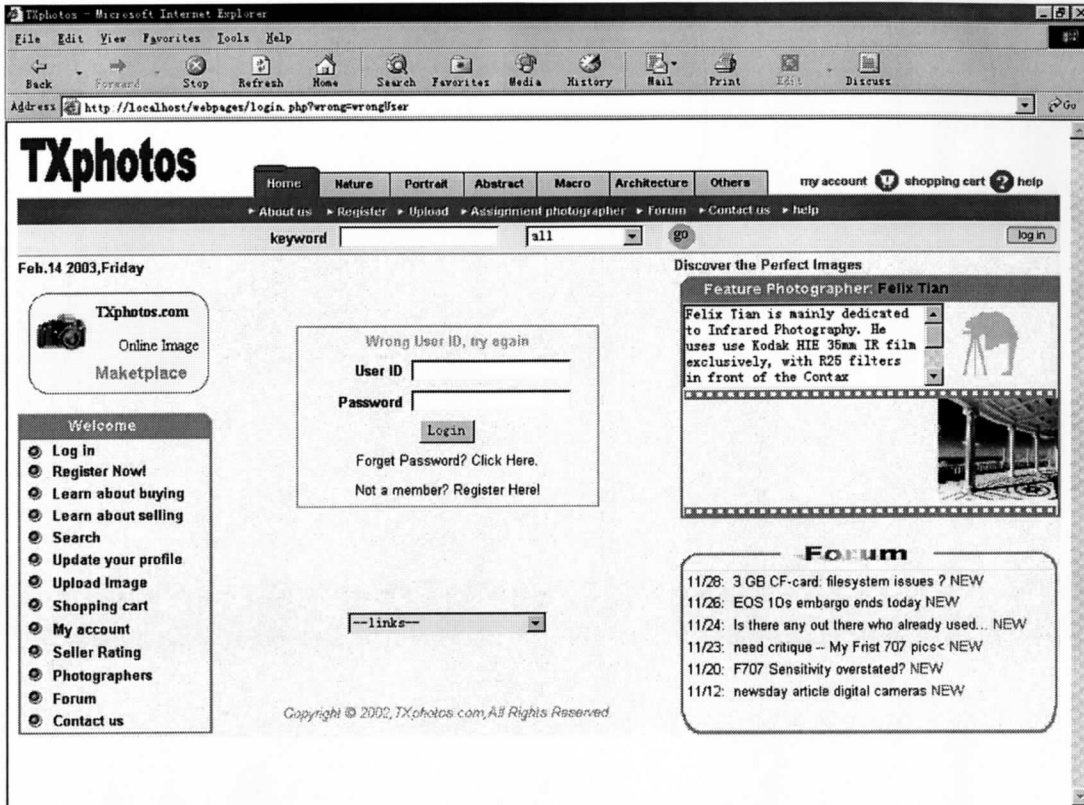 TXphotos - Microsoft Internet Explorer
File Edit View Favorites Tools Help
Back Forward Stop Refresh Home Search Favorites Media History Mail Print Edit Discuss
Address http://localhost/webpages/login.php?wrong=wrongUser Go
TXphotos
Home Nature Portrait Abstract Macro Architecture Others my account shopping cart ? help
About us Register Upload Assignment photographer Forum Contact us help
keyword all go log in
Feb.14 2003,Friday
TXphotos.com
Online Image
Maketplace
Welcome
Log in
Register Now!
Learn about buying
Learn about selling
Search
Update your profile
Upload Image
Shopping cart
My account
Seller Rating
Photographers
Forum
Contact us
Wrong User ID, try again
User ID
Password
Login
Forget Password? Click Here.
Not a member? Register Here!
--links--
Copyright © 2002, TXphotos.com, All Rights Reserved.
Discover the Perfect Images
Feature Photographer: Felix Tian
Felix Tian is mainly dedicated
to Infrared Photography. He
uses use Kodak HIE 35mm IR film
exclusively, with R25 filters
in front of the Contax
Forum
11/28: 3 GB CF-card: filesystem issues ? NEW
11/26: EOS 10s embargo ends today NEW
11/24: Is there any out there who already used... NEW
11/23: need critique -- My Frist 707 pics< NEW
11/20: F707 Sensitivity overstated? NEW
11/12: newsday article digital cameras NEW